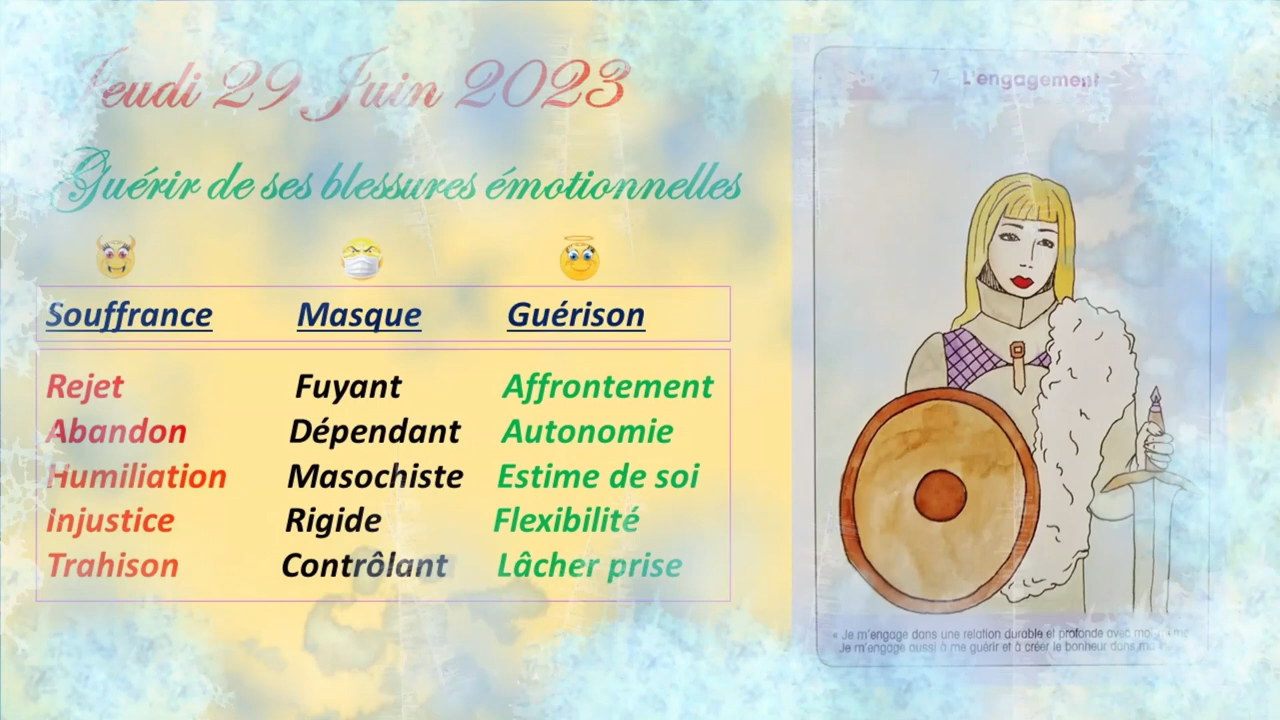 Jeudi 29 Juin 2023
Guérir de ses blessures émotionnelles
Souffrance Masque Guérison
Rejet Fuyant Affrontement
Abandon Dépendant Autonomie
Humiliation Masochiste Estime de soi
Injustice Rigide Flexibilité
Trahison Contrôlant Lâcher prise
7 L'engagement
« Je m'engage dans une relation durable et profonde avec
Je m'engage aussi à me guérir et à créer le bonheur dans